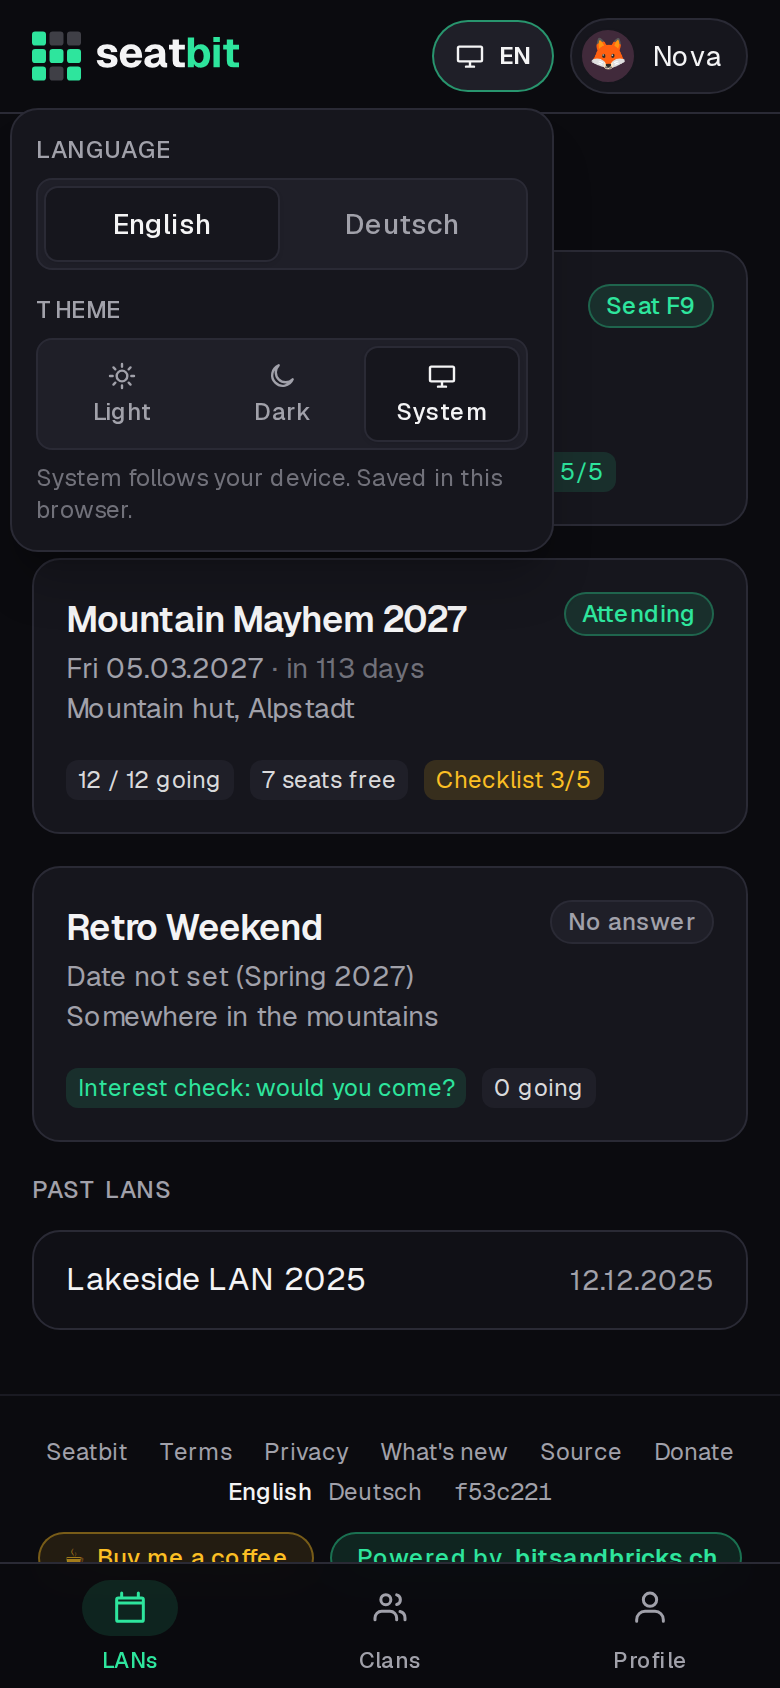 seatbit
EN
Nova
LANGUAGE
English
Deutsch
THEME
Light
Dark
System
System follows your device. Saved in this
browser.
Seat F9
5/5
Mountain Mayhem 2027
Attending
Fri 05.03.2027 · in 113 days
Mountain hut, Alpstadt
12 / 12 going
7 seats free
Checklist 3/5
Retro Weekend
No answer
Date not set (Spring 2027)
Somewhere in the mountains
Interest check: would you come?
0 going
PAST LANS
Lakeside LAN 2025
12.12.2025
Seatbit Terms Privacy What's new Source Donate
English Deutsch f53c221
Buy me a coffee
Powered by bitsandbricks.ch
LANs
Clans
Profile